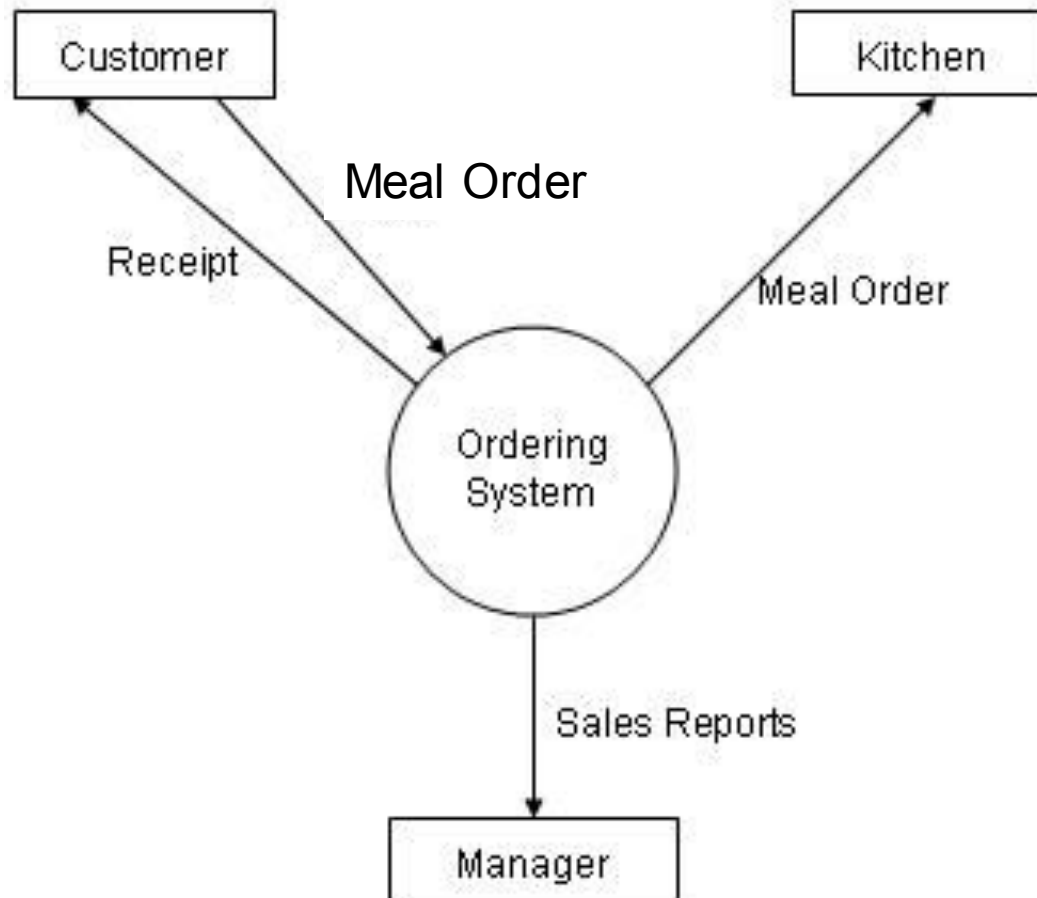 Customer
Kitchen
Meal Order
Receipt
Meal Order
Ordering
System
Sales Reports
Manager